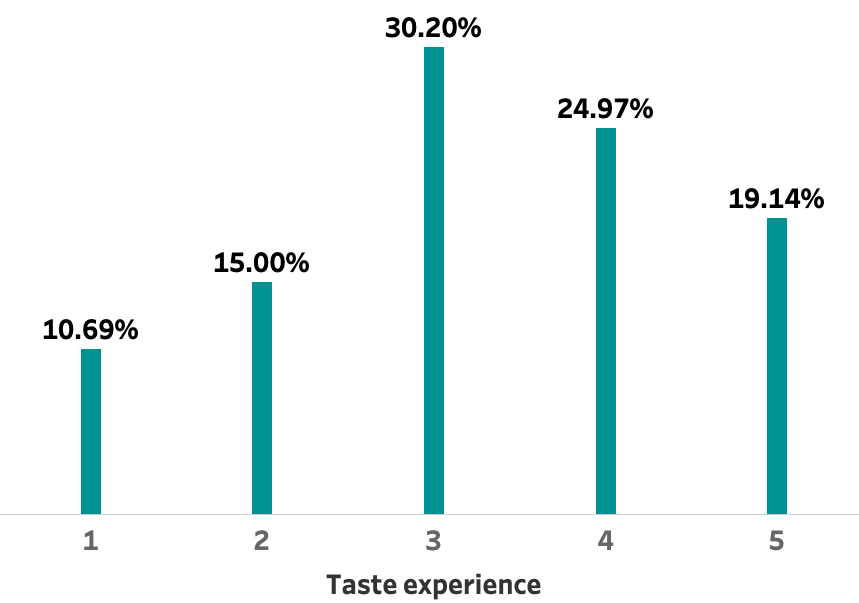 30.20%
24.97%
19.14%
15.00%
10.69%
1 2 3 4 5
Taste experience